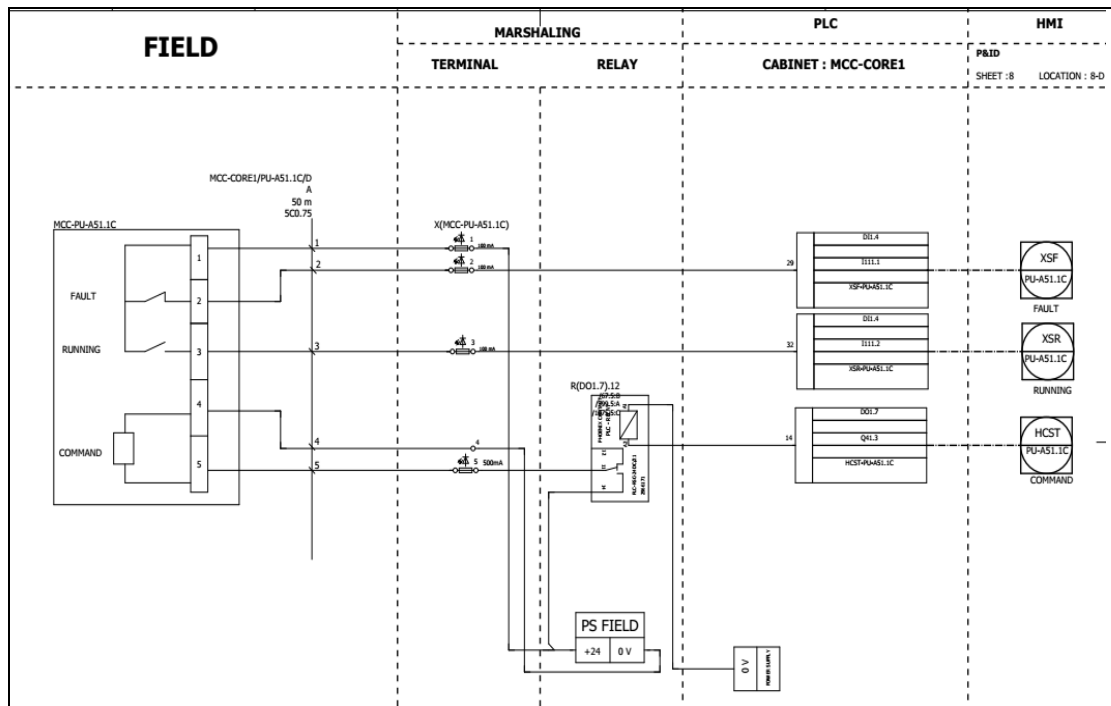 FIELD
MARSHALING
TERMINAL
RELAY
PLC
CABINET : MCC-CORE1
HMI
P&ID
SHEET :8 LOCATION : 8-D
MCC-CORE1/PU-A51.1C/D
A
50 m
5C0.75
MCC-PU-A51.1C
1
2
3
4
5
FAULT
RUNNING
COMMAND
1
2
3
4
5
X(MCC-PU-A51.1C)
1
100 mA
2
100 mA
3
100 mA
4
5 500mA
R(DO1.7).12
PHOENIX
A1
A2
29
DI1.4
I111.1
XSF-PU-A51.1C
32
DI1.4
I111.2
XSR-PU-A51.1C
14
DO1.7
Q41.3
HCST-PU-A51.1C
XSF
PU-A51.1C
FAULT
XSR
PU-A51.1C
RUNNING
HCST
PU-A51.1C
COMMAND
PS FIELD
+24 0 V
0 V
POWER SUPPLY